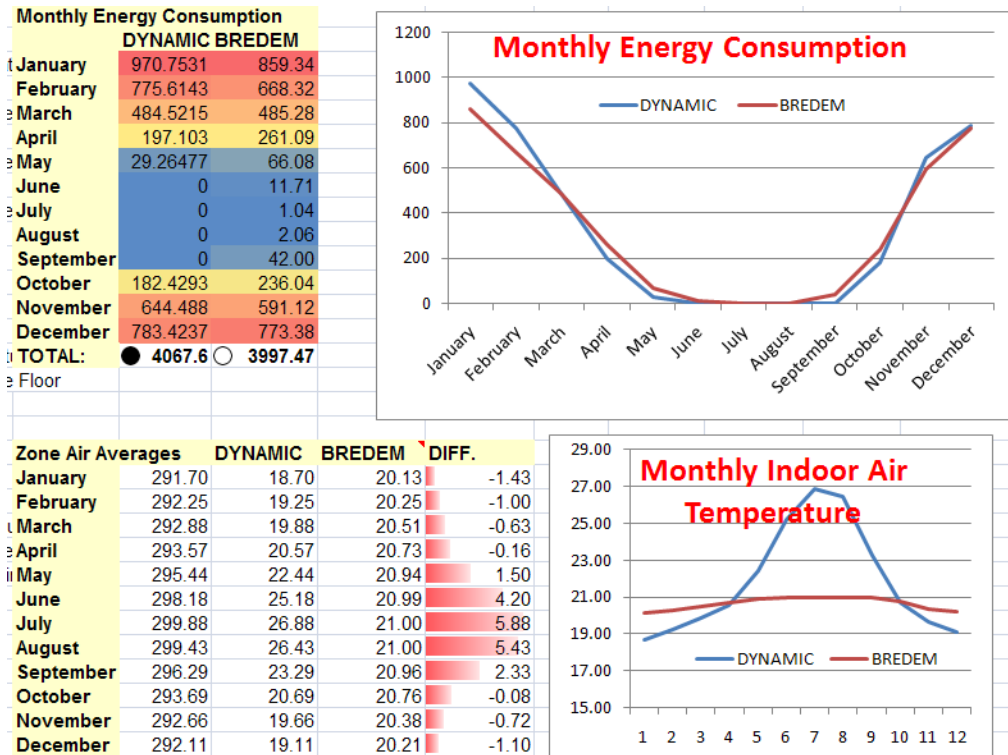 Monthly Energy Consumption
DYNAMIC BREDEM
January 970.7531 859.34
February 775.6143 668.32
March 484.5215 485.28
April 197.103 261.09
May 29.26477 66.08
June 0 11.71
July 0 1.04
August 0 2.06
September 0 42.00
October 182.4293 236.04
November 644.488 591.12
December 783.4237 773.38
TOTAL: 4067.6 3997.47
e Floor
Monthly Energy Consumption
DYNAMIC BREDEM
1200
1000
800
600
400
200
0
January February March April May June July August September October November December
Zone Air Averages DYNAMIC BREDEM DIFF.
January 291.70 18.70 20.13 -1.43
February 292.25 19.25 20.25 -1.00
March 292.88 19.88 20.51 -0.63
April 293.57 20.57 20.73 -0.16
May 295.44 22.44 20.94 1.50
June 298.18 25.18 20.99 4.20
July 299.88 26.88 21.00 5.88
August 299.43 26.43 21.00 5.43
September 296.29 23.29 20.96 2.33
October 293.69 20.69 20.76 -0.08
November 292.66 19.66 20.38 -0.72
December 292.11 19.11 20.21 -1.10
Monthly Indoor Air
Temperature
29.00
27.00
25.00
23.00
21.00
19.00
17.00
15.00
DYNAMIC BREDEM
1 2 3 4 5 6 7 8 9 10 11 12